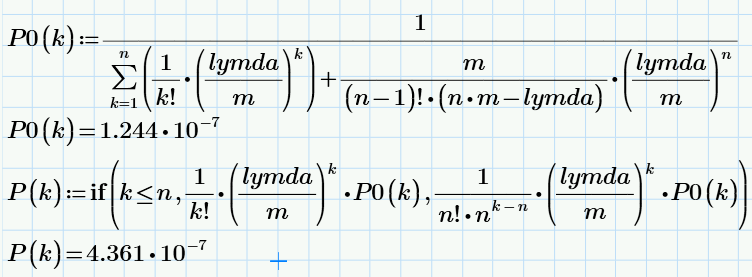 P0(k):=1/(∑_{k=1}^{n}(1/k!·(lymda/m)^k)+m/((n−1)!·(n·m−lymda))·(lymda/m)^n)
P0(k)=1.244·10^−7
P(k):=if(k≤n,1/k!·(lymda/m)^k·P0(k),1/(n!·n^{k−n})·(lymda/m)^k·P0(k))
P(k)=4.361·10^−7